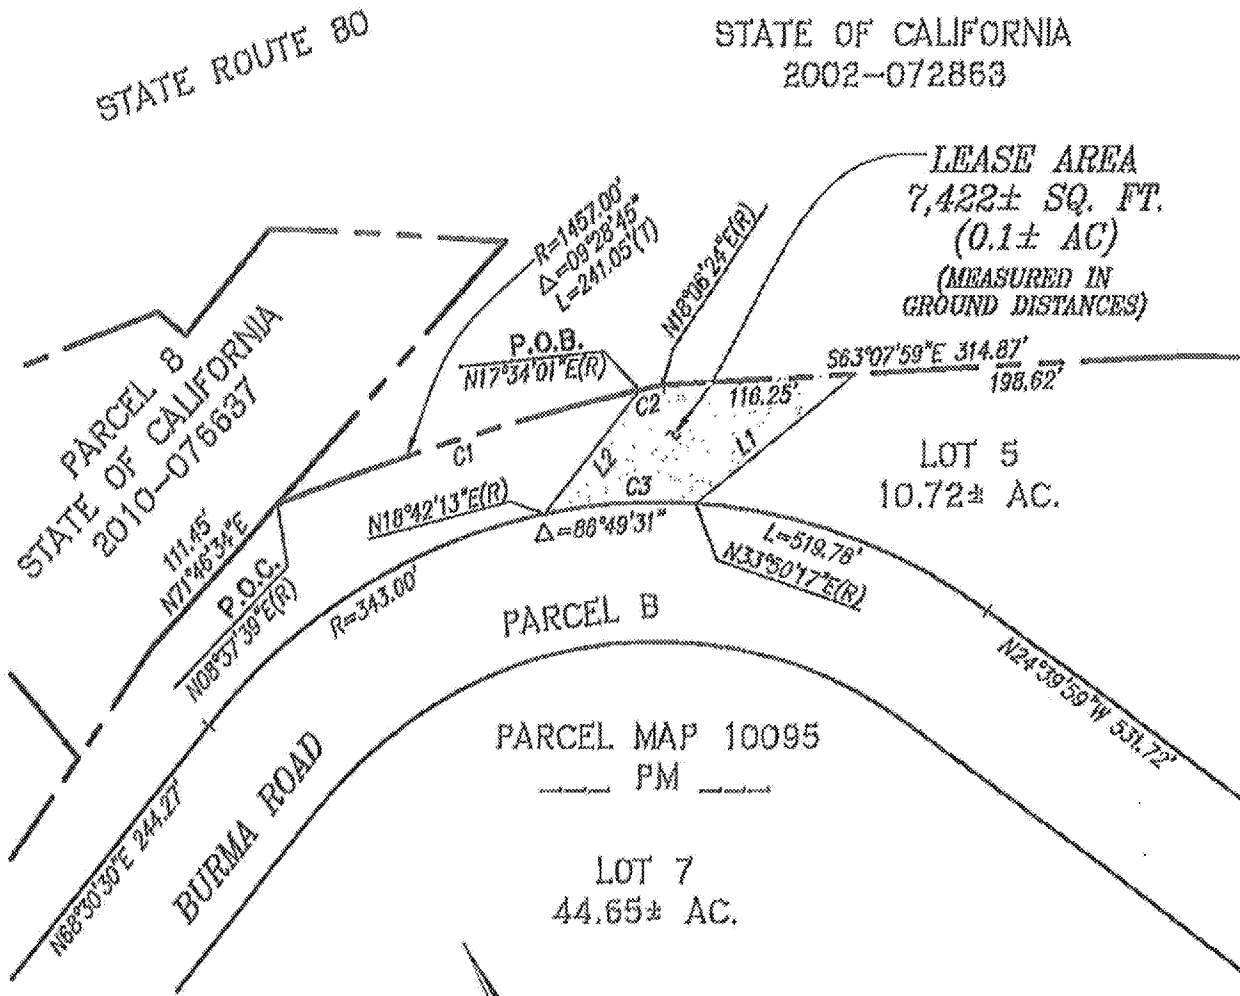 STATE ROUTE 80
STATE OF CALIFORNIA
2002-072863
LEASE AREA
7,422± SQ. FT.
(0.1± AC)
(MEASURED IN
GROUND DISTANCES)
R=1457.00'
Δ=09°28'45"
L=241.05'(T)
N18°06'24"E(R)
P.O.B.
N17°34'01"E(R)
S63°07'59"E 314.87'
116.25'
198.62'
C2
C1
L2
L1
C3
PARCEL 8
STATE OF CALIFORNIA
2010-076637
LOT 5
10.72± AC.
N18°42'13"E(R)
Δ=86°49'31"
L=519.78'
N33°50'17"E(R)
111.45'
N71°46'34"E
P.O.C.
N08°37'39"E(R)
R=343.00'
PARCEL B
N24°39'59"W 531.72'
PARCEL MAP 10095
___ PM ___
BURMA ROAD
N68°30'30"E 244.27'
LOT 7
44.65± AC.